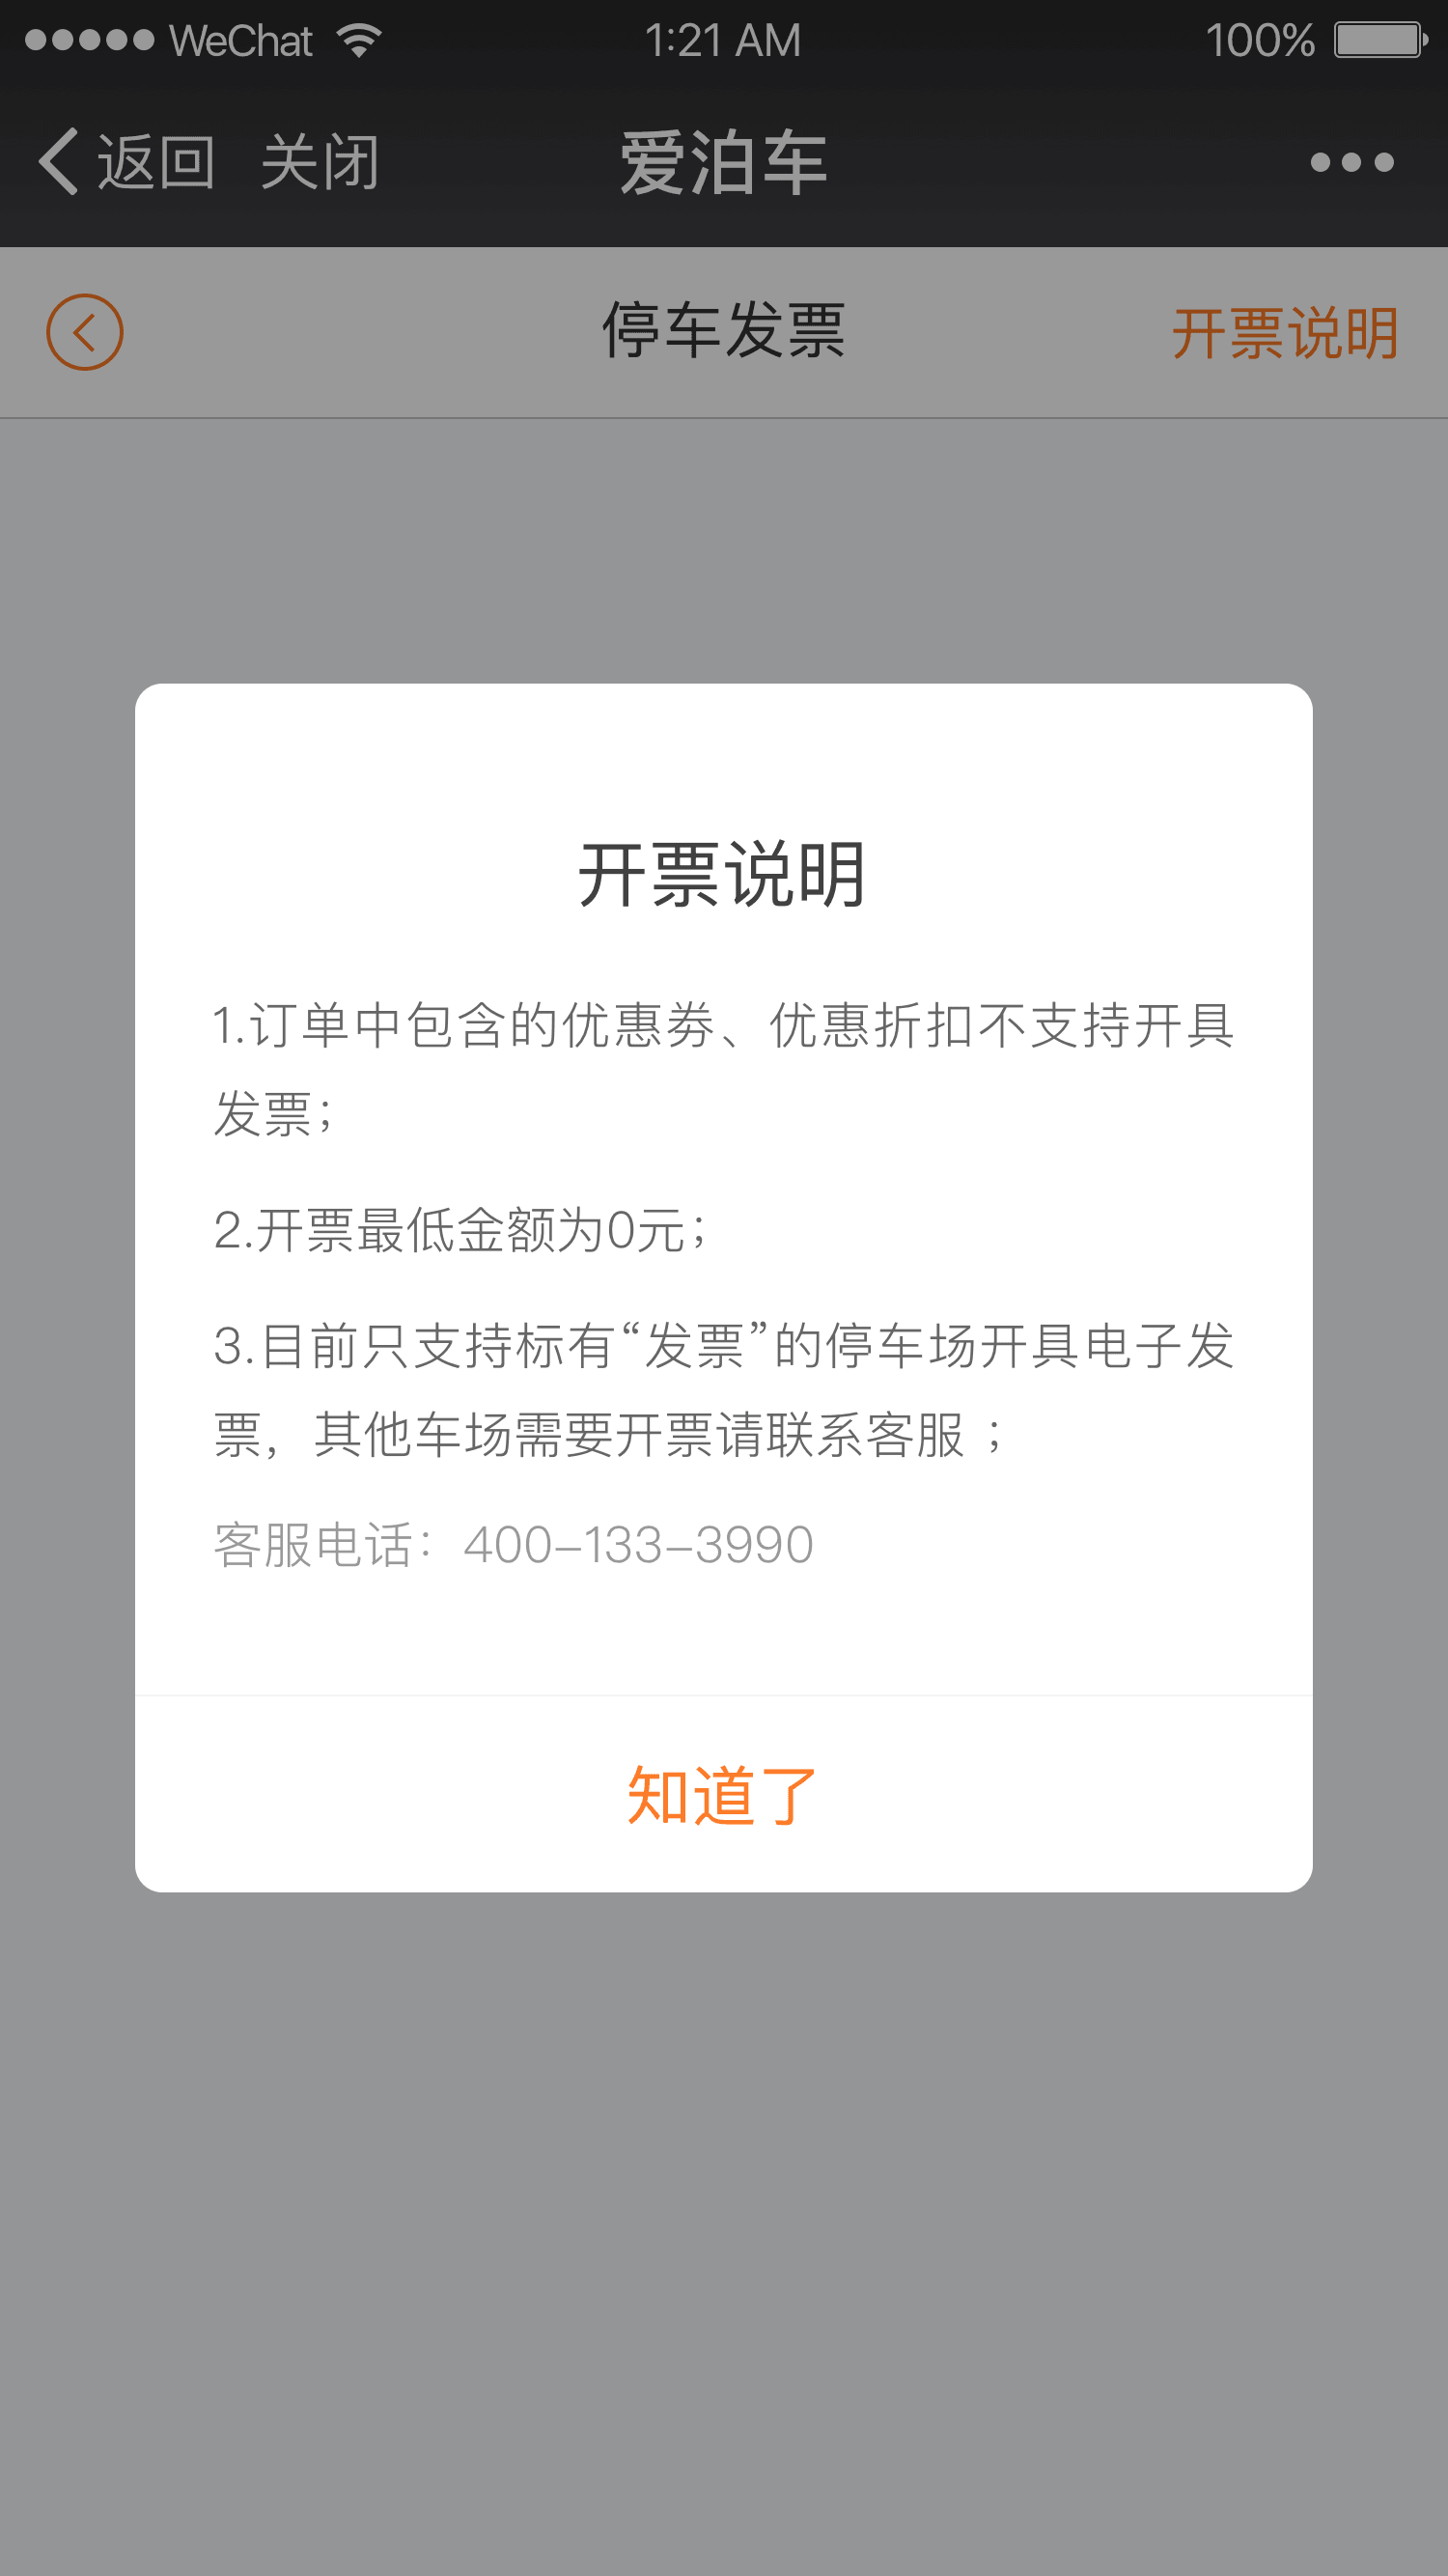 WeChat 1:21 AM 100%
返回 关闭 爱泊车
停车发票 开票说明
开票说明
1.订单中包含的优惠券、优惠折扣不支持开具
发票；
2.开票最低金额为0元；
3.目前只支持标有“发票”的停车场开具电子发
票，其他车场需要开票请联系客服 ；
客服电话：400-133-3990
知道了